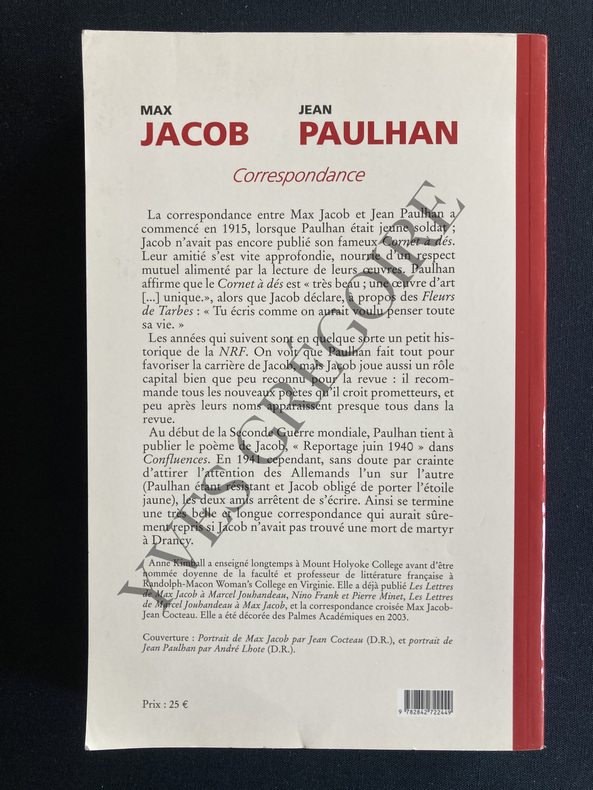 MAX
JACOB
JEAN
PAULHAN
Correspondance
La correspondance entre Max Jacob et Jean Paulhan a
commencé en 1915, lorsque Paulhan était jeune soldat ;
Jacob n'avait pas encore publié son fameux Cornet à dés.
Leur amitié s'est vite approfondie, nourrie d'un respect
mutuel alimenté par la lecture de leurs œuvres. Paulhan
affirme que le Cornet à dés est « très beau ; une œuvre d'art
[...] unique.», alors que Jacob déclare, à propos des Fleurs
de Tarbes : « Tu écris comme on aurait voulu penser toute
sa vie. »
Les années qui suivent sont en quelque sorte un petit his-
torique de la NRF. On voit que Paulhan fait tout pour
favoriser la carrière de Jacob, mais Jacob joue aussi un rôle
capital bien que peu reconnu pour la revue : il recom-
mande tous les nouveaux poètes qu'il croit prometteurs, et
peu après leurs noms apparaissent presque tous dans la
revue.
Au début de la Seconde Guerre mondiale, Paulhan tient à
publier le poème de Jacob, « Reportage juin 1940 » dans
Confluences. En 1941 cependant, sans doute par crainte
d'attirer l'attention des Allemands l'un sur l'autre
(Paulhan étant résistant et Jacob obligé de porter l'étoile
jaune), les deux amis arrêtent de s'écrire. Ainsi se termine
une très belle et longue correspondance qui aurait sûre-
ment repris si Jacob n'avait pas trouvé une mort de martyr
à Drancy.
Anne Kimball a enseigné longtemps à Mount Holyoke College avant d'être
nommée doyenne de la faculté et professeur de littérature française à
Randolph-Macon Woman's College en Virginie. Elle a déjà publié Les Lettres
de Max Jacob à Marcel Jouhandeau, Nino Frank et Pierre Minet, Les Lettres
de Marcel Jouhandeau à Max Jacob, et la correspondance croisée Max Jacob-
Jean Cocteau. Elle a été décorée des Palmes Académiques en 2003.
Couverture : Portrait de Max Jacob par Jean Cocteau (D.R.), et portrait de
Jean Paulhan par André Lhote (D.R.).
Prix : 25 €
9 782842 722449
YVES GRÉGOIRE